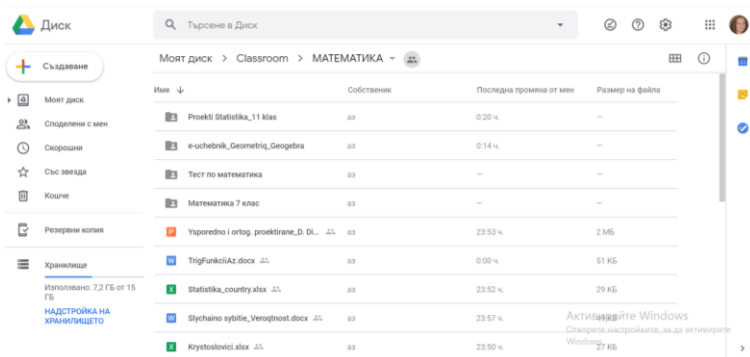 Диск
Търсене в Диск
Създаване
Моят диск
Споделени с мен
Скорошни
Със звезда
Кошче
Резервни копия
Хранилище
Използвано: 7,2 ГБ от 15
ГБ
НАДСТРОЙКА НА
ХРАНИЛИЩЕТО
Моят диск > Classroom > МАТЕМАТИКА
Име Собственик Последна промяна от мен Размер на файла
Proekti Statistika_11 klas аз 0:20 ч. –
e-uchebnik_Geometriq_Geogebra аз 0:14 ч. –
Тест по математика аз – –
Математика 7 клас аз – –
Ysporedno i ortog. proektirane_D. Di... аз 23:53 ч. 2 МБ
TrigFunkciiAz.docx аз 0:00 ч. 51 КБ
Statistika_country.xlsx аз 23:52 ч. 29 КБ
Slychaino sybitie_Veroqtnost.docx аз 23:57 ч. КБ
Krystoslovici.xlsx аз 23:50 ч. 27 КБ
Активирайте Windows
Отворете настройките, за да активирате
Windows.